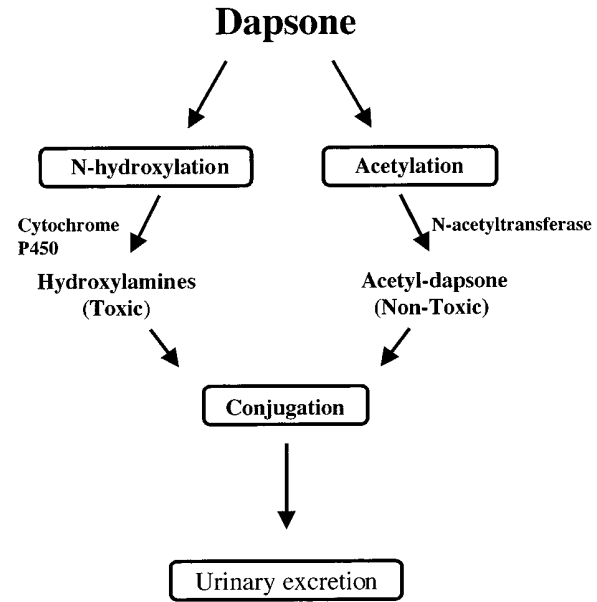 Dapsone
N-hydroxylation
Acetylation
Cytochrome
P450
N-acetyltransferase
Hydroxylamines
(Toxic)
Acetyl-dapsone
(Non-Toxic)
Conjugation
Urinary excretion